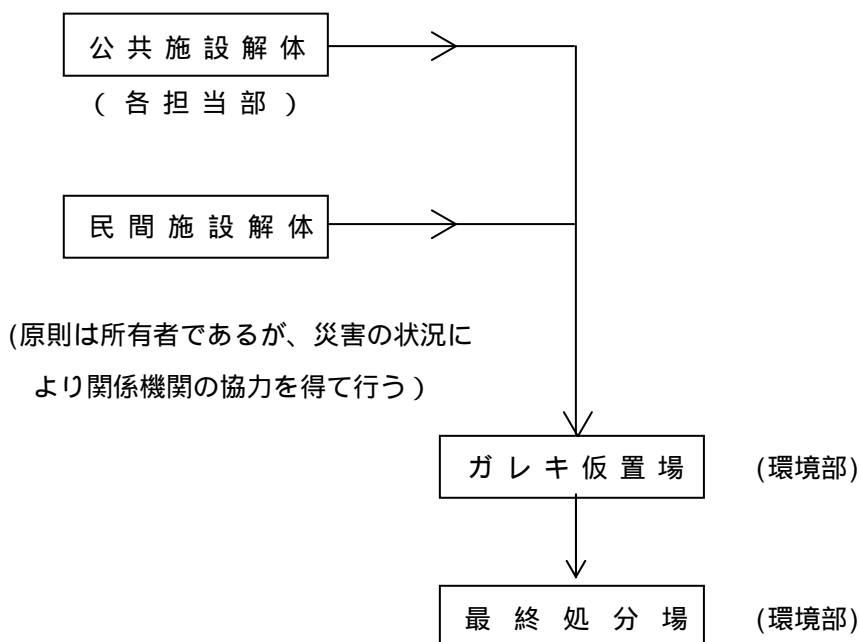 公共施設解体
(各担当部)
民間施設解体
(原則は所有者であるが、災害の状況に
より関係機関の協力を得て行う)
ガレキ仮置場 (環境部)
最終処分場 (環境部)